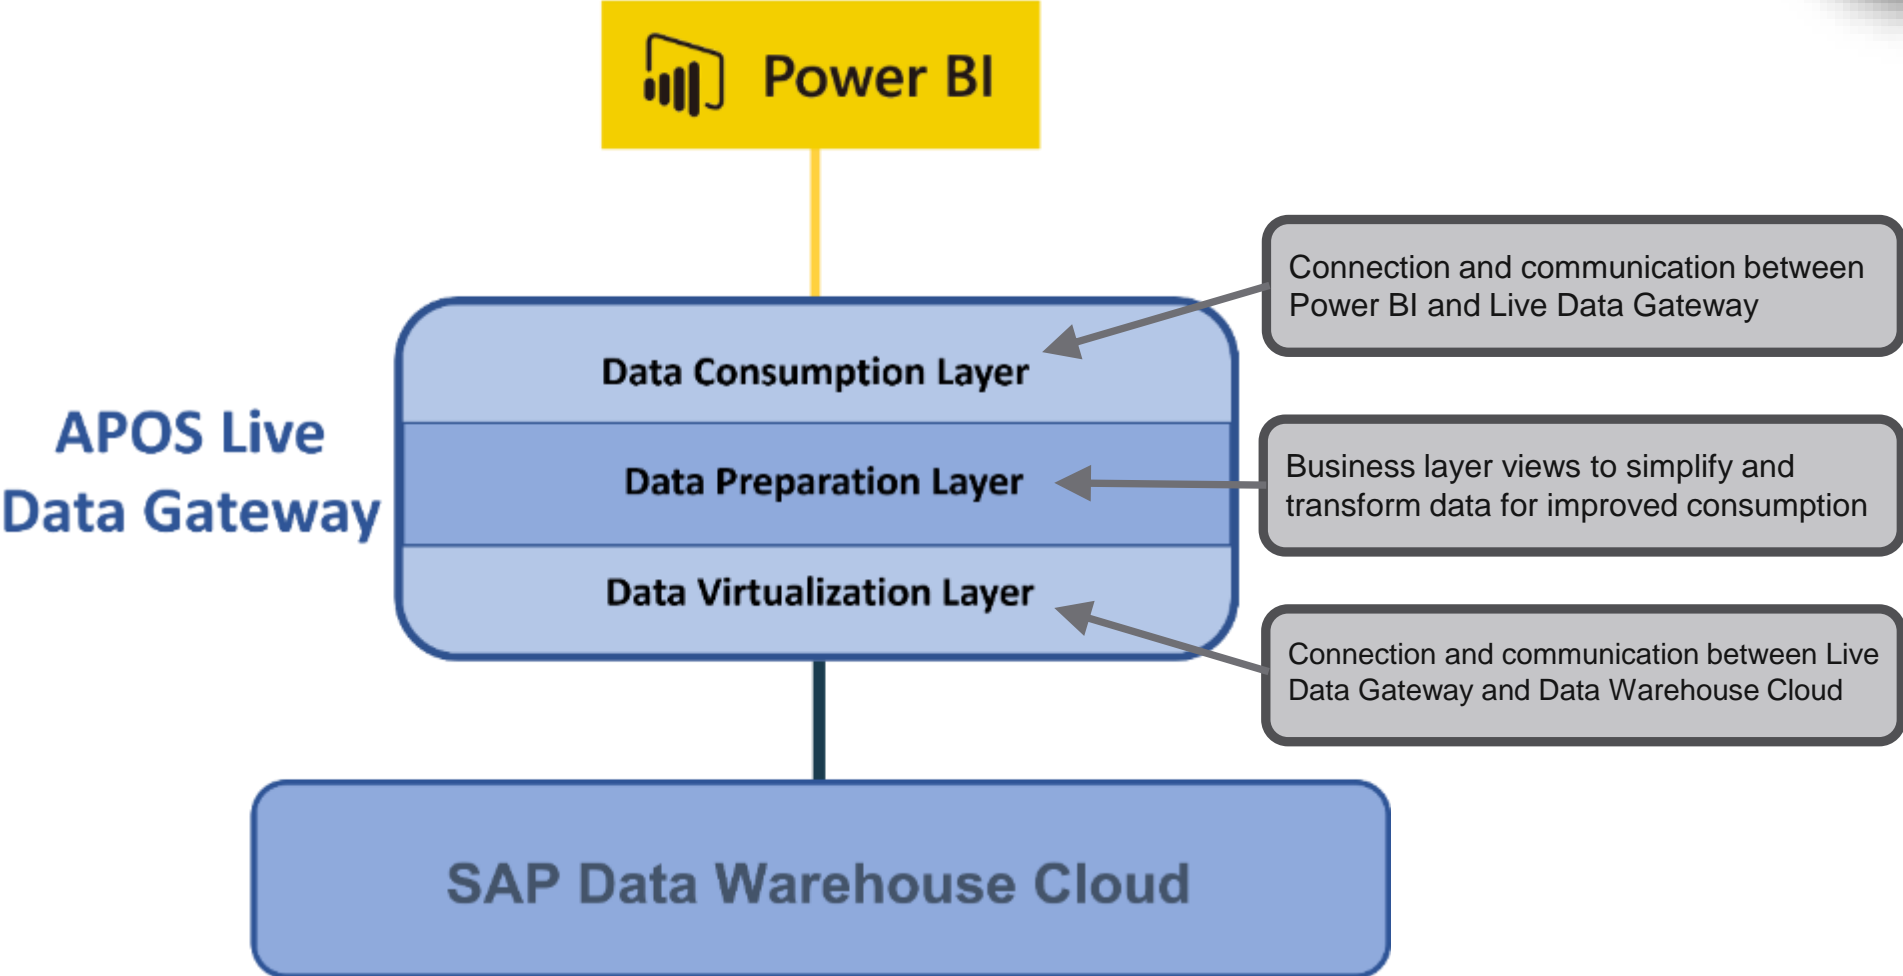 Power BI
Connection and communication between
Power BI and Live Data Gateway
Data Consumption Layer
APOS Live
Data Gateway
Data Preparation Layer
Business layer views to simplify and
transform data for improved consumption
Data Virtualization Layer
Connection and communication between Live
Data Gateway and Data Warehouse Cloud
SAP Data Warehouse Cloud